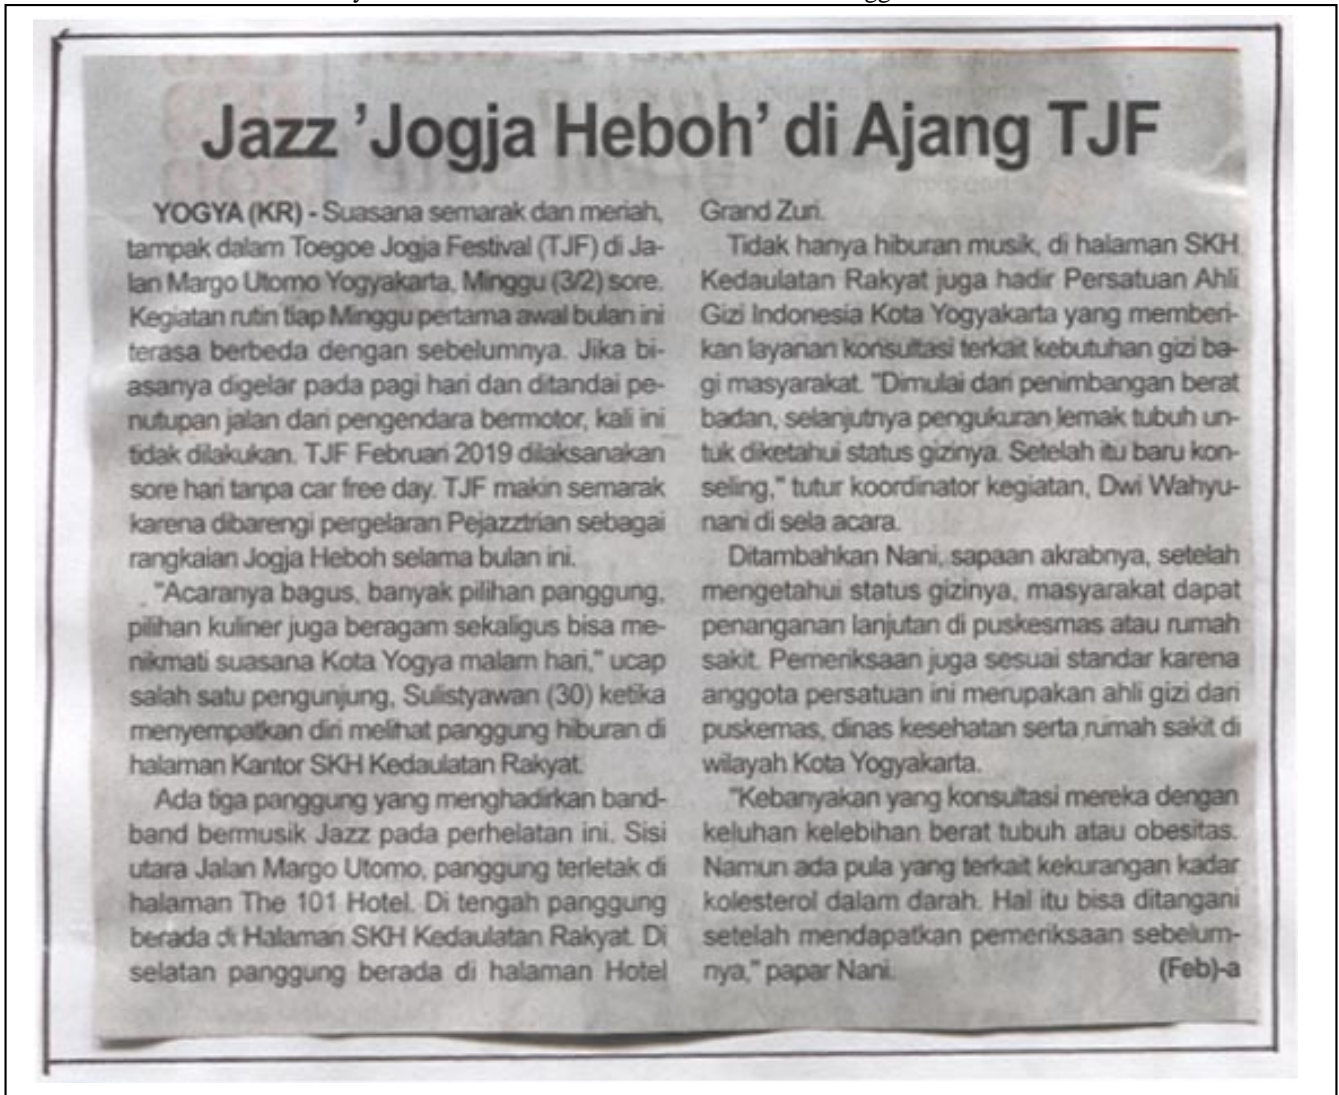 Jazz 'Jogja Heboh' di Ajang TJF
YOGYA (KR) - Suasana semarak dan meriah,
tampak dalam Toegoe Jogja Festival (TJF) di Ja-
lan Margo Utomo Yogyakarta, Minggu (3/2) sore.
Kegiatan rutin tiap Minggu pertama awal bulan ini
terasa berbeda dengan sebelumnya. Jika bi-
asanya digelar pada pagi hari dan ditandai pe-
nutupan jalan dari pengendara bermotor, kali ini
tidak dilakukan. TJF Februari 2019 dilaksanakan
sore hari tanpa car free day. TJF makin semarak
karena dibarengi pergelaran Pejazztrian sebagai
rangkaian Jogja Heboh selama bulan ini.
"Acaranya bagus, banyak pilihan panggung,
pilihan kuliner juga beragam sekaligus bisa me-
nikmati suasana Kota Yogya malam hari," ucap
salah satu pengunjung, Sulistyawan (30) ketika
menyempatkan diri melihat panggung hiburan di
halaman Kantor SKH Kedaulatan Rakyat.
Ada tiga panggung yang menghadirkan band-
band bermusik Jazz pada perhelatan ini. Sisi
utara Jalan Margo Utomo, panggung terletak di
halaman The 101 Hotel. Di tengah panggung
berada di Halaman SKH Kedaulatan Rakyat. Di
selatan panggung berada di halaman Hotel
Grand Zuri.
Tidak hanya hiburan musik, di halaman SKH
Kedaulatan Rakyat juga hadir Persatuan Ahli
Gizi Indonesia Kota Yogyakarta yang memberi-
kan layanan konsultasi terkait kebutuhan gizi ba-
gi masyarakat. "Dimulai dari penimbangan berat
badan, selanjutnya pengukuran lemak tubuh un-
tuk diketahui status gizinya. Setelah itu baru kon-
seling," tutur koordinator kegiatan, Dwi Wahyu-
nani di sela acara.
Ditambahkan Nani, sapaan akrabnya, setelah
mengetahui status gizinya, masyarakat dapat
penanganan lanjutan di puskesmas atau rumah
sakit. Pemeriksaan juga sesuai standar karena
anggota persatuan ini merupakan ahli gizi dari
puskemas, dinas kesehatan serta rumah sakit di
wilayah Kota Yogyakarta.
"Kebanyakan yang konsultasi mereka dengan
keluhan kelebihan berat tubuh atau obesitas.
Namun ada pula yang terkait kekurangan kadar
kolesterol dalam darah. Hal itu bisa ditangani
setelah mendapatkan pemeriksaan sebelum-
nya," papar Nani. (Feb)-a